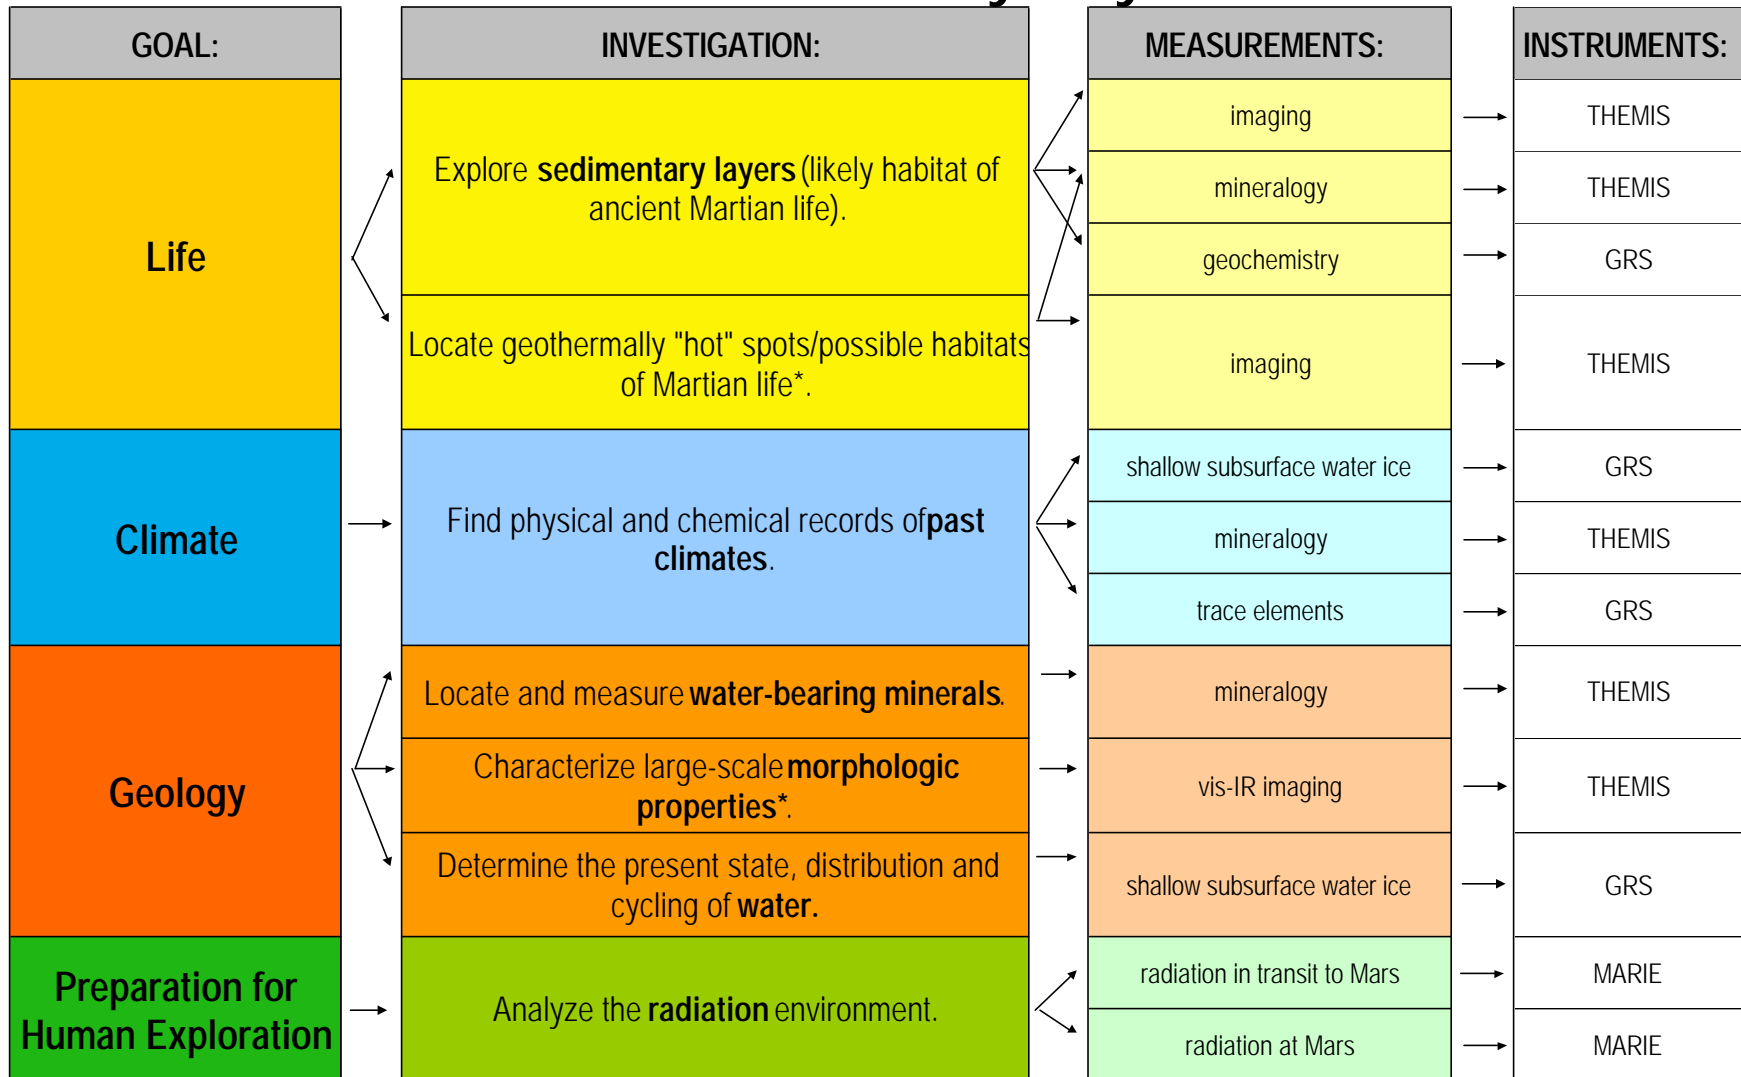 GOAL:
INVESTIGATION:
MEASUREMENTS:
INSTRUMENTS:
Life
Explore sedimentary layers (likely habitat of
ancient Martian life).
imaging
THEMIS
mineralogy
THEMIS
geochemistry
GRS
Locate geothermally "hot" spots/possible habitats
of Martian life*.
imaging
THEMIS
Climate
Find physical and chemical records of past
climates.
shallow subsurface water ice
GRS
mineralogy
THEMIS
trace elements
GRS
Geology
Locate and measure water-bearing minerals.
mineralogy
THEMIS
Characterize large-scale morphologic
properties*.
vis-IR imaging
THEMIS
Determine the present state, distribution and
cycling of water.
shallow subsurface water ice
GRS
Preparation for
Human Exploration
Analyze the radiation environment.
radiation in transit to Mars
MARIE
radiation at Mars
MARIE